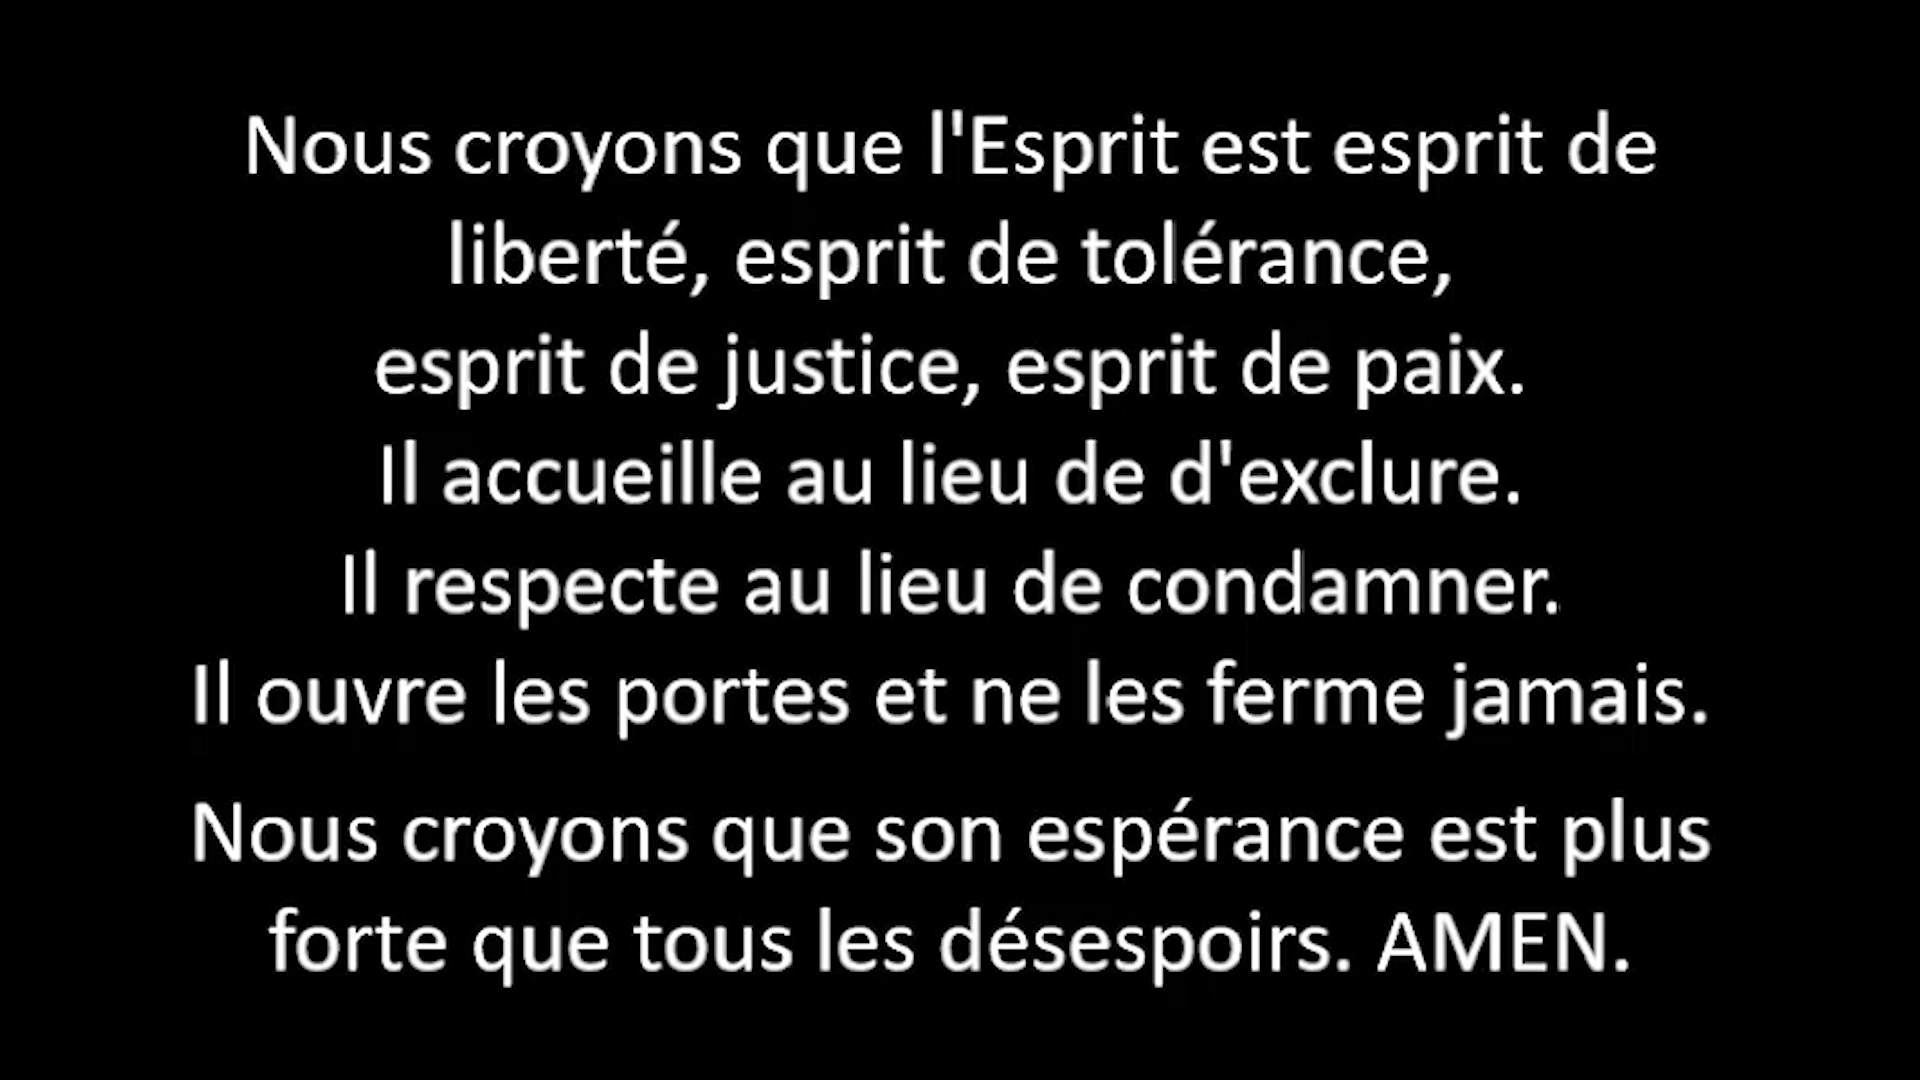 Nous croyons que l'Esprit est esprit de
liberté, esprit de tolérance,
esprit de justice, esprit de paix.
Il accueille au lieu de d'exclure.
Il respecte au lieu de condamner.
Il ouvre les portes et ne les ferme jamais.
Nous croyons que son espérance est plus
forte que tous les désespoirs. AMEN.